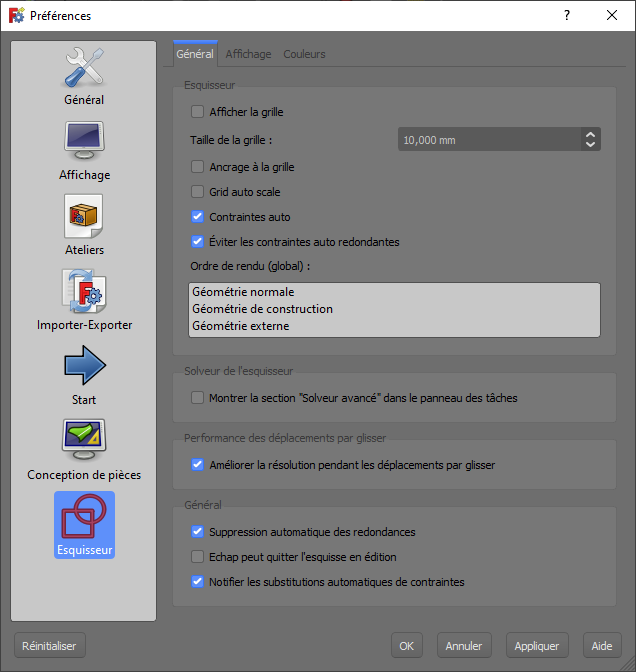 Préférences
?
Général
Affichage
Ateliers
Importer-Exporter
Start
Conception de pièces
Esquisseur
Général Affichage Couleurs
Esquisseur
Afficher la grille
Taille de la grille : 10,000 mm
Ancrage à la grille
Grid auto scale
Contraintes auto
Éviter les contraintes auto redondantes
Ordre de rendu (global) :
Géométrie normale
Géométrie de construction
Géométrie externe
Solveur de l'esquisseur
Montrer la section "Solveur avancé" dans le panneau des tâches
Performance des déplacements par glisser
Améliorer la résolution pendant les déplacements par glisser
Général
Suppression automatique des redondances
Echap peut quitter l'esquisse en édition
Notifier les substitutions automatiques de contraintes
Réinitialiser OK Annuler Appliquer Aide